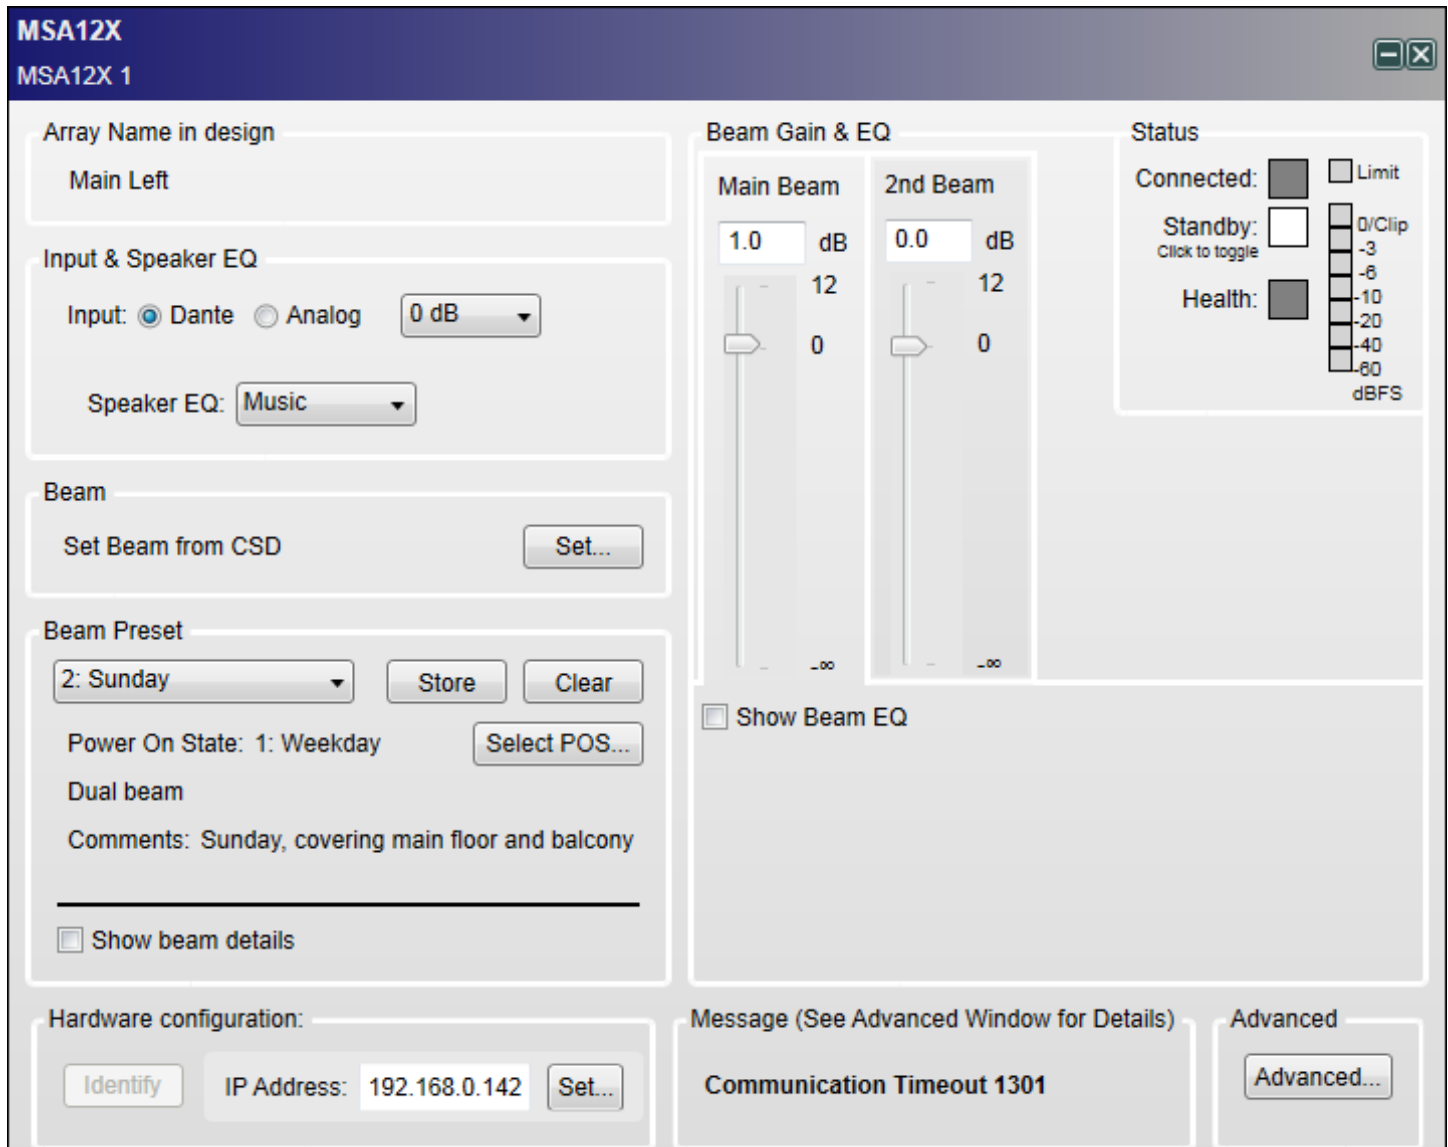 MSA12X
MSA12X 1
Array Name in design
Main Left
Input & Speaker EQ
Input: Dante Analog 0 dB
Speaker EQ: Music
Beam
Set Beam from CSD Set...
Beam Preset
2: Sunday Store Clear
Power On State: 1: Weekday Select POS...
Dual beam
Comments: Sunday, covering main floor and balcony
Show beam details
Hardware configuration:
Identify IP Address: 192.168.0.142 Set...
Beam Gain & EQ
Main Beam 2nd Beam
1.0 dB 0.0 dB
12 12
0 0
-∞ -∞
Show Beam EQ
Status
Connected: Limit
Standby:
Click to toggle
Health:
0/Clip
-3
-6
-10
-20
-40
-60
dBFS
Message (See Advanced Window for Details)
Communication Timeout 1301
Advanced
Advanced...